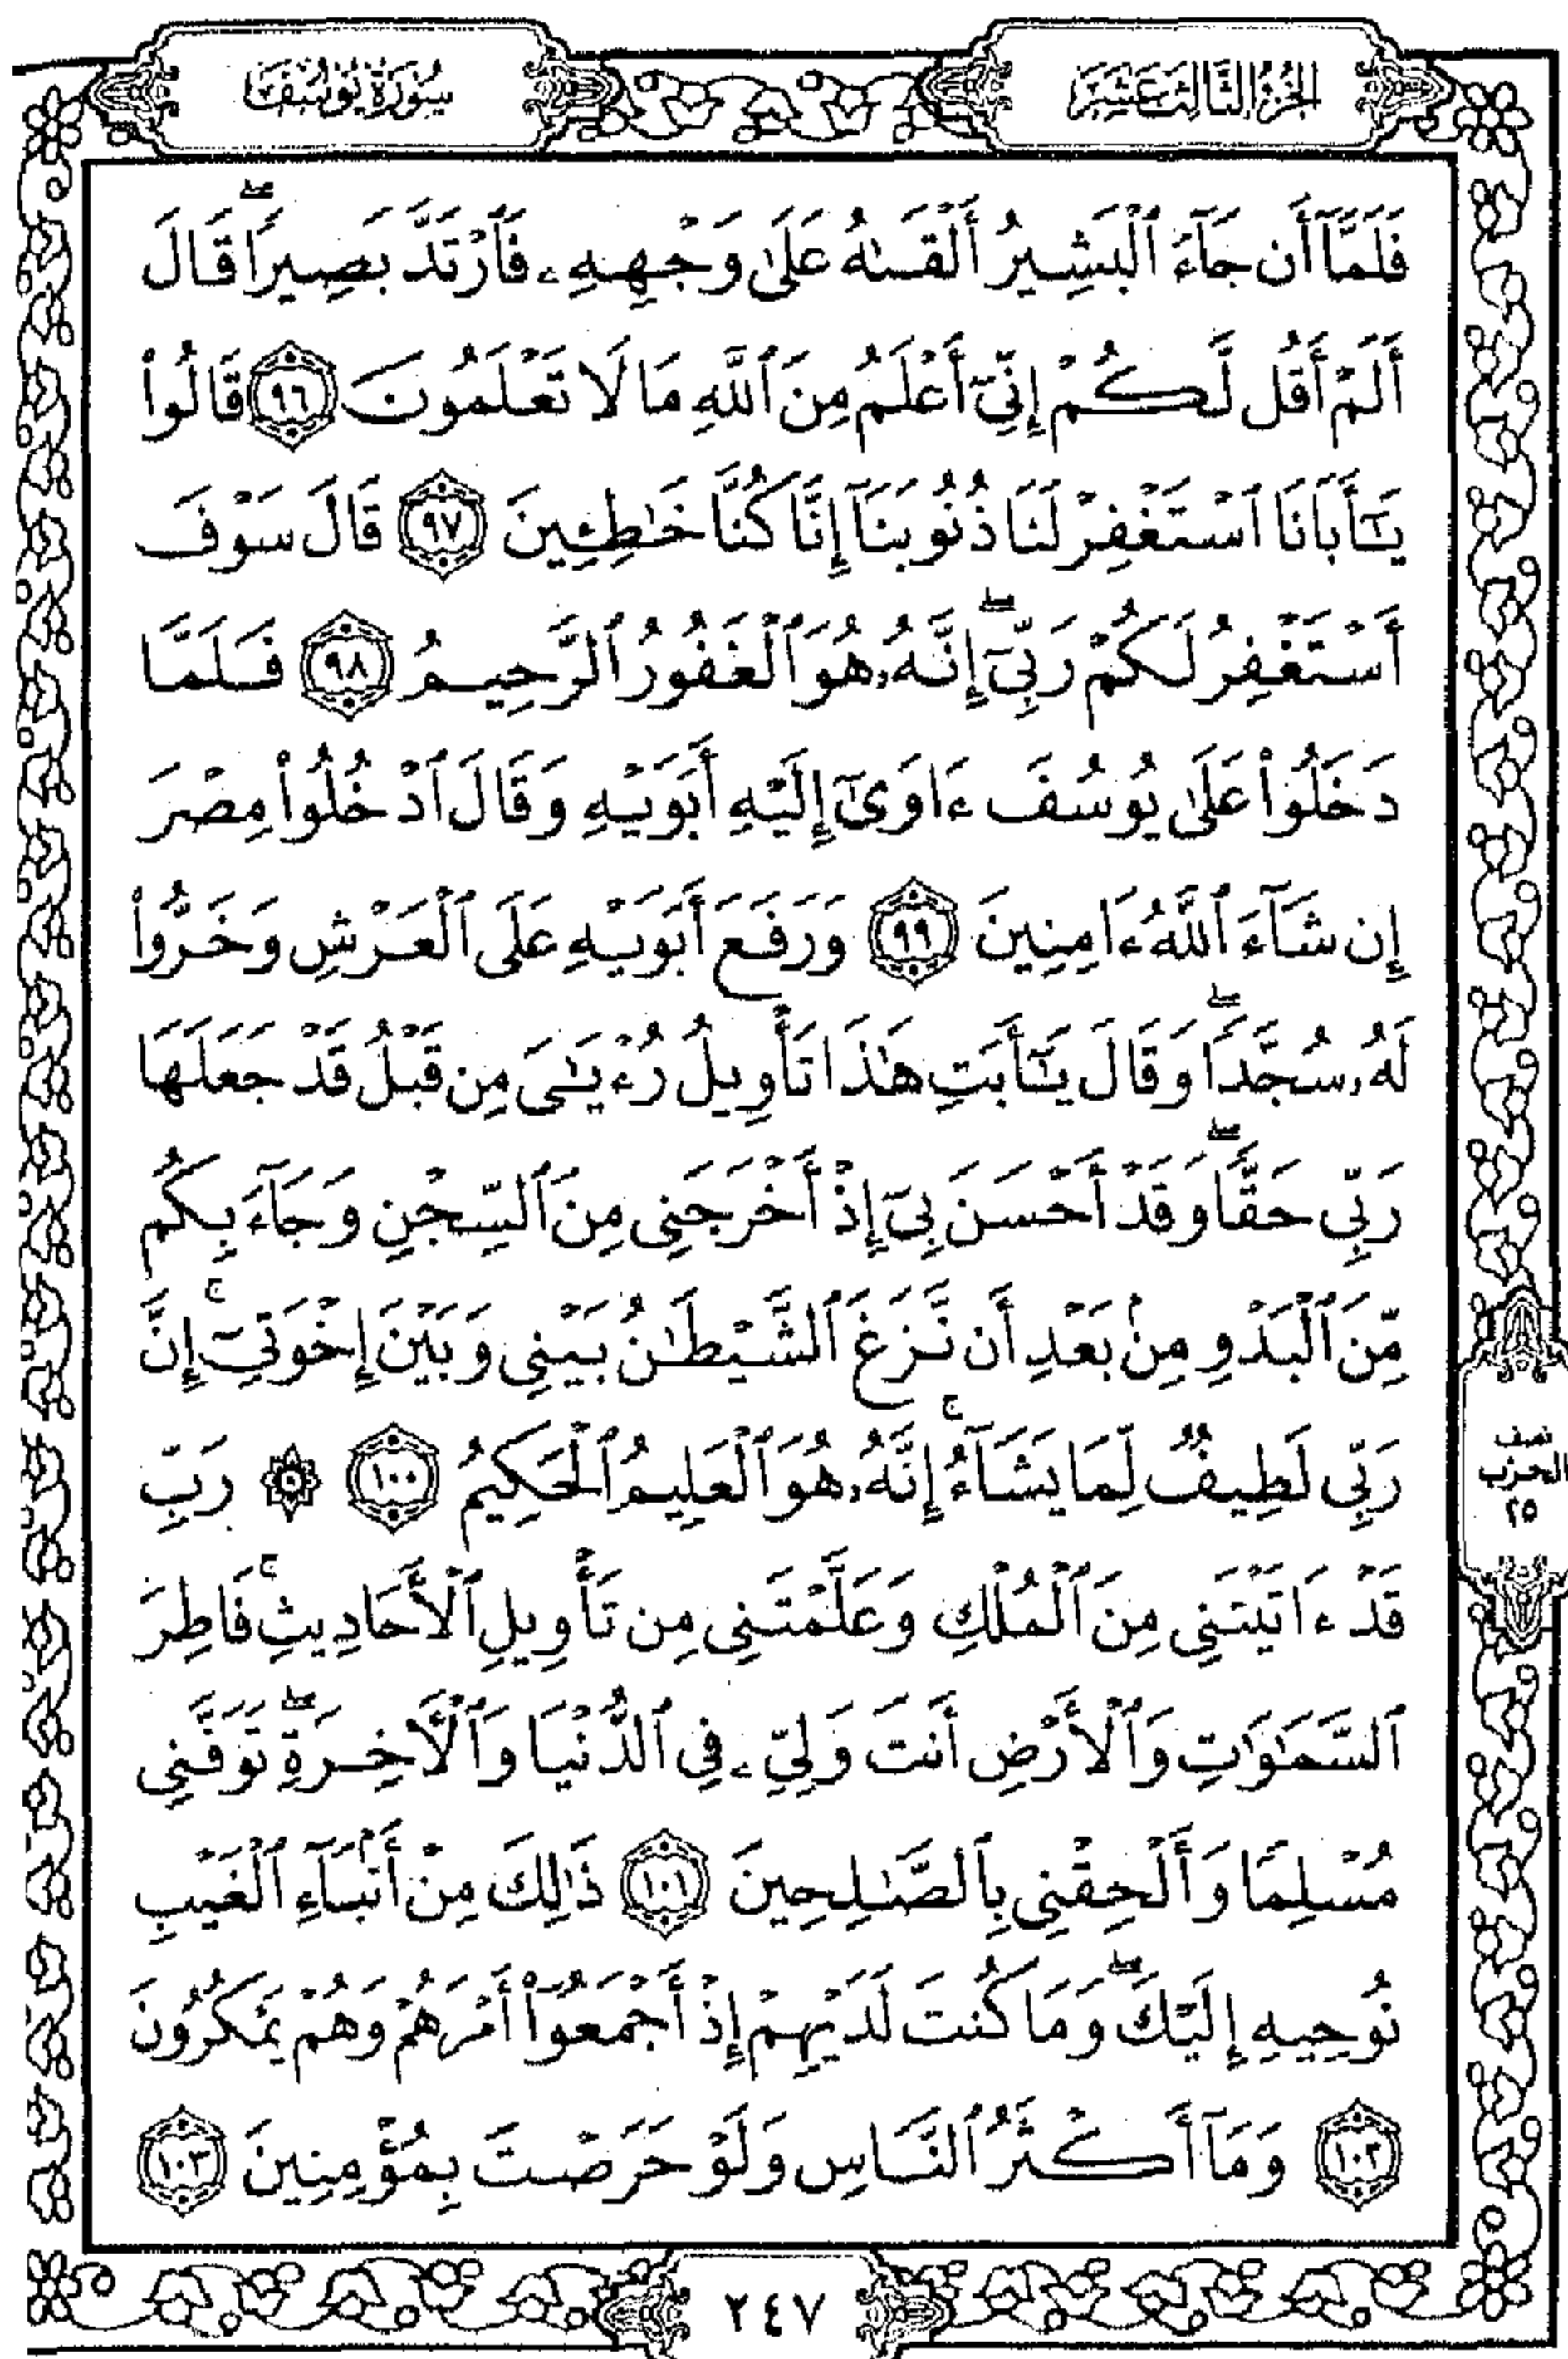 الجزء الثالث عشر
سورة يوسف
فَلَمَّآ أَن جَآءَ ٱلْبَشِيرُ أَلْقَىٰهُ عَلَىٰ وَجْهِهِۦ فَٱرْتَدَّ بَصِيرًۭا ۖ قَالَ
أَلَمْ أَقُل لَّكُمْ إِنِّىٓ أَعْلَمُ مِنَ ٱللَّهِ مَا لَا تَعْلَمُونَ ٩٦ قَالُوا۟
يَٰٓأَبَانَا ٱسْتَغْفِرْ لَنَا ذُنُوبَنَآ إِنَّا كُنَّا خَٰطِـِٔينَ ٩٧ قَالَ سَوْفَ
أَسْتَغْفِرُ لَكُمْ رَبِّىٓ ۖ إِنَّهُۥ هُوَ ٱلْغَفُورُ ٱلرَّحِيمُ ٩٨ فَلَمَّا
دَخَلُوا۟ عَلَىٰ يُوسُفَ ءَاوَىٰٓ إِلَيْهِ أَبَوَيْهِ وَقَالَ ٱدْخُلُوا۟ مِصْرَ
إِن شَآءَ ٱللَّهُ ءَامِنِينَ ٩٩ وَرَفَعَ أَبَوَيْهِ عَلَى ٱلْعَرْشِ وَخَرُّوا۟
لَهُۥ سُجَّدًۭا ۖ وَقَالَ يَٰٓأَبَتِ هَٰذَا تَأْوِيلُ رُءْيَٰىَ مِن قَبْلُ قَدْ جَعَلَهَا
رَبِّى حَقًّۭا ۖ وَقَدْ أَحْسَنَ بِىٓ إِذْ أَخْرَجَنِى مِنَ ٱلسِّجْنِ وَجَآءَ بِكُم
مِّنَ ٱلْبَدْوِ مِنۢ بَعْدِ أَن نَّزَغَ ٱلشَّيْطَٰنُ بَيْنِى وَبَيْنَ إِخْوَتِىٓ ۚ إِنَّ
رَبِّى لَطِيفٌۭ لِّمَا يَشَآءُ ۚ إِنَّهُۥ هُوَ ٱلْعَلِيمُ ٱلْحَكِيمُ ١٠٠ ۞ رَبِّ
قَدْ ءَاتَيْتَنِى مِنَ ٱلْمُلْكِ وَعَلَّمْتَنِى مِن تَأْوِيلِ ٱلْأَحَادِيثِ ۚ فَاطِرَ
ٱلسَّمَٰوَٰتِ وَٱلْأَرْضِ أَنتَ وَلِىِّۦ فِى ٱلدُّنْيَا وَٱلْءَاخِرَةِ ۖ تَوَفَّنِى
مُسْلِمًۭا وَأَلْحِقْنِى بِٱلصَّٰلِحِينَ ١٠١ ذَٰلِكَ مِنْ أَنۢبَآءِ ٱلْغَيْبِ
نُوحِيهِ إِلَيْكَ ۖ وَمَا كُنتَ لَدَيْهِمْ إِذْ أَجْمَعُوٓا۟ أَمْرَهُمْ وَهُمْ يَمْكُرُونَ
١٠٢ وَمَآ أَكْثَرُ ٱلنَّاسِ وَلَوْ حَرَصْتَ بِمُؤْمِنِينَ ١٠٣
نصف
الحزب
٢٥
٢٤٧